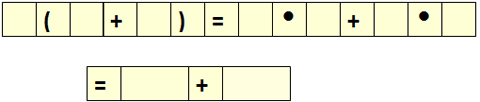 ( + ) = • + •
= +